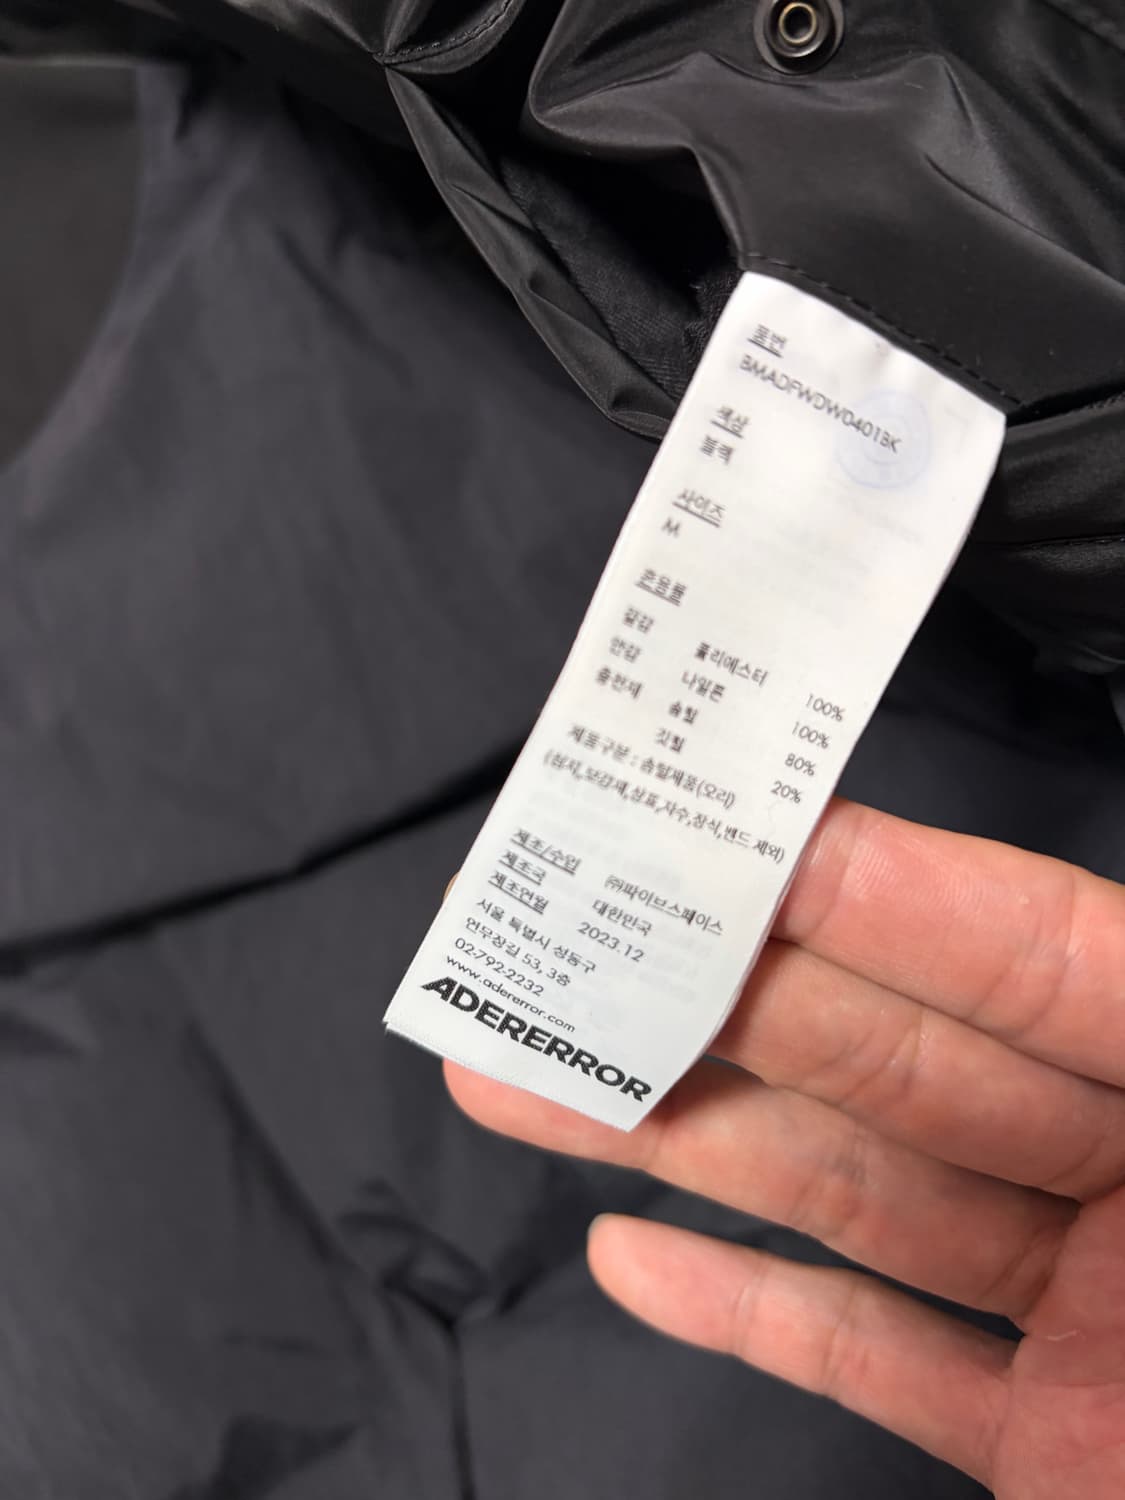 품번
BMADFWDW0401BK
색상
블랙
사이즈
M
혼용률
겉감 폴리에스터 100%
안감 나일론 100%
충전재 솜털 80%
깃털 20%
제품구분 : 솜털제품(오리)
(심지,보강재,상표,자수,장식,밴드 제외)
제조/수입 ㈜파이브스페이스
제조국 대한민국
제조연월 2023.12
서울 특별시 성동구
연무장길 53, 3층
02-792-2232
www.adererror.com
ADERERROR